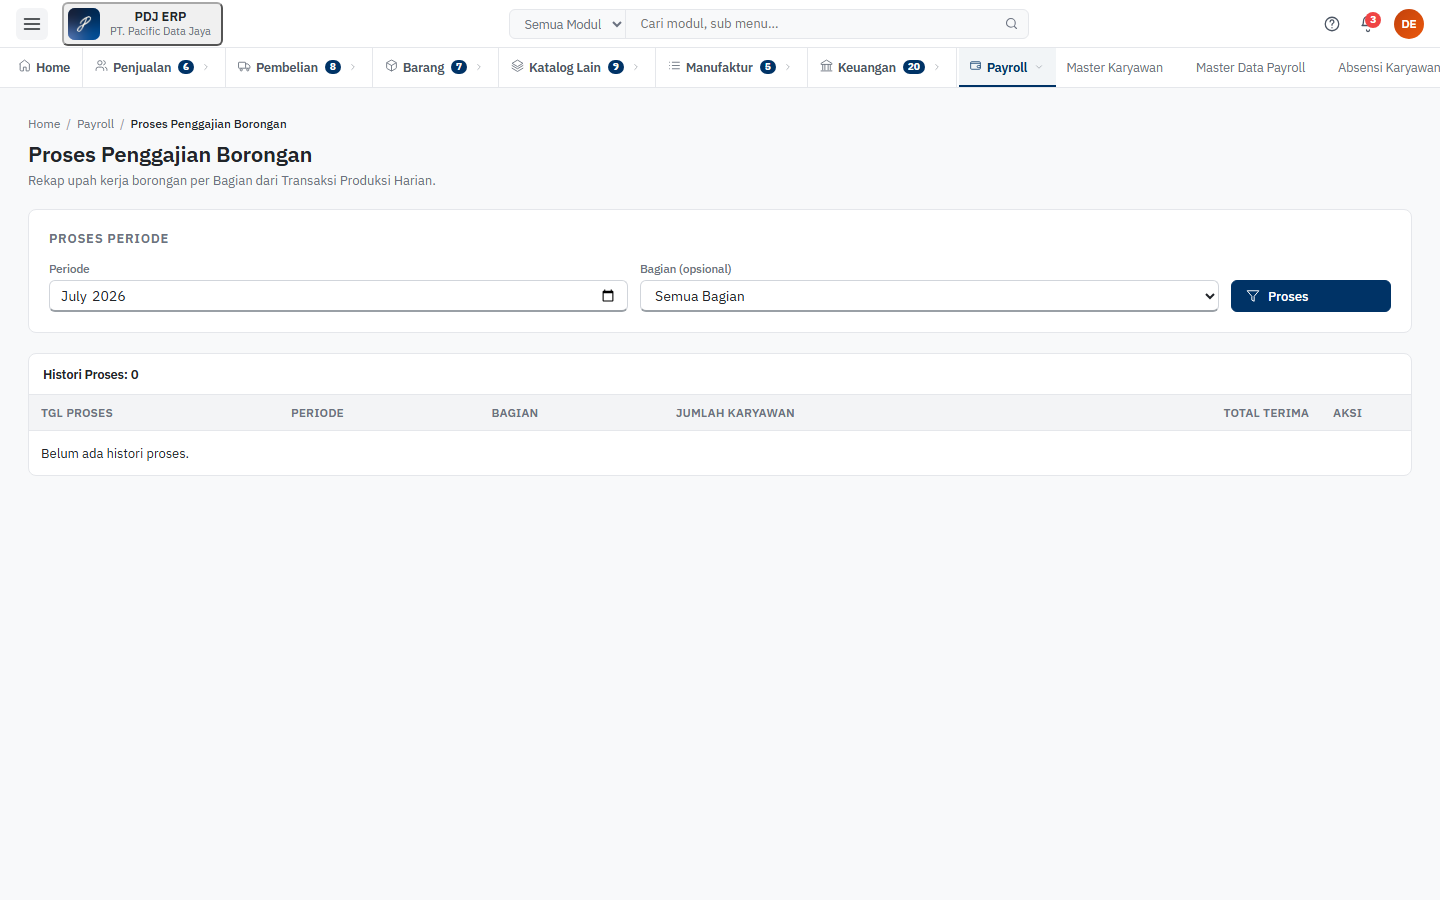 PDJ ERP
PT. Pacific Data Jaya
Semua Modul
Cari modul, sub menu...
3
DE
Home
Penjualan 6
Pembelian 8
Barang 7
Katalog Lain 9
Manufaktur 5
Keuangan 20
Payroll
Master Karyawan
Master Data Payroll
Absensi Karyawan
Home / Payroll / Proses Penggajian Borongan
Proses Penggajian Borongan
Rekap upah kerja borongan per Bagian dari Transaksi Produksi Harian.
PROSES PERIODE
Periode
Bagian (opsional)
July 2026
Semua Bagian
Proses
Histori Proses: 0
TGL PROSES PERIODE BAGIAN JUMLAH KARYAWAN TOTAL TERIMA AKSI
Belum ada histori proses.